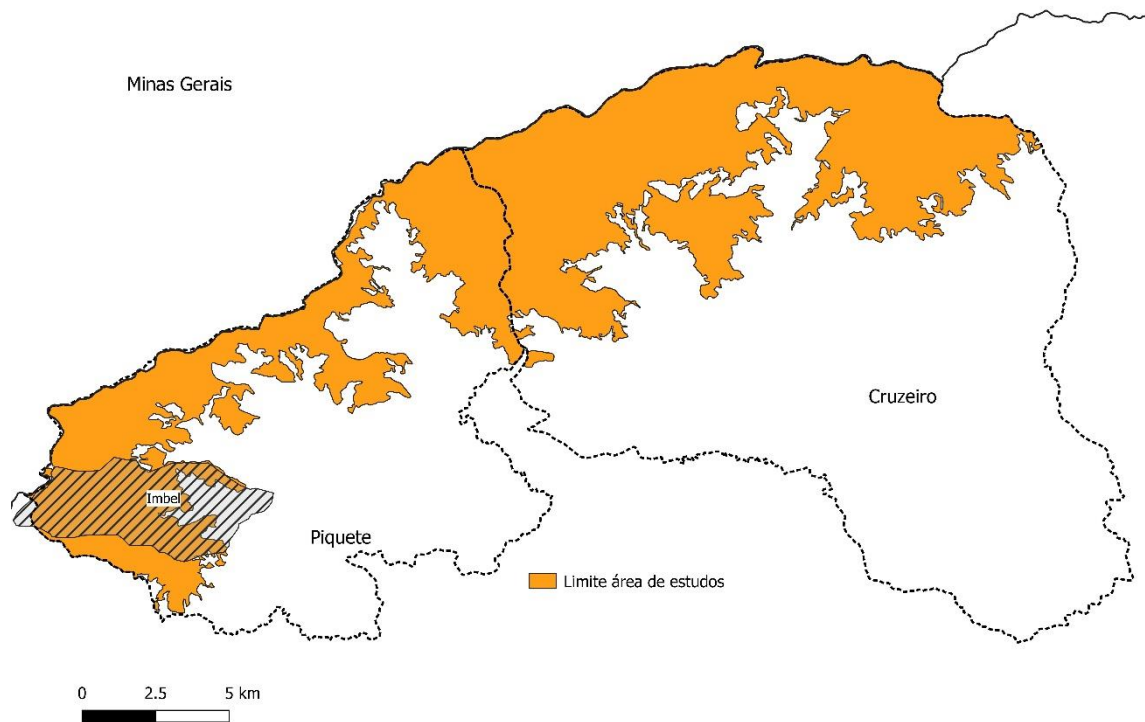 Minas Gerais
Cruzeiro
Imbel
Piquete
Limite área de estudos
0 2.5 5 km